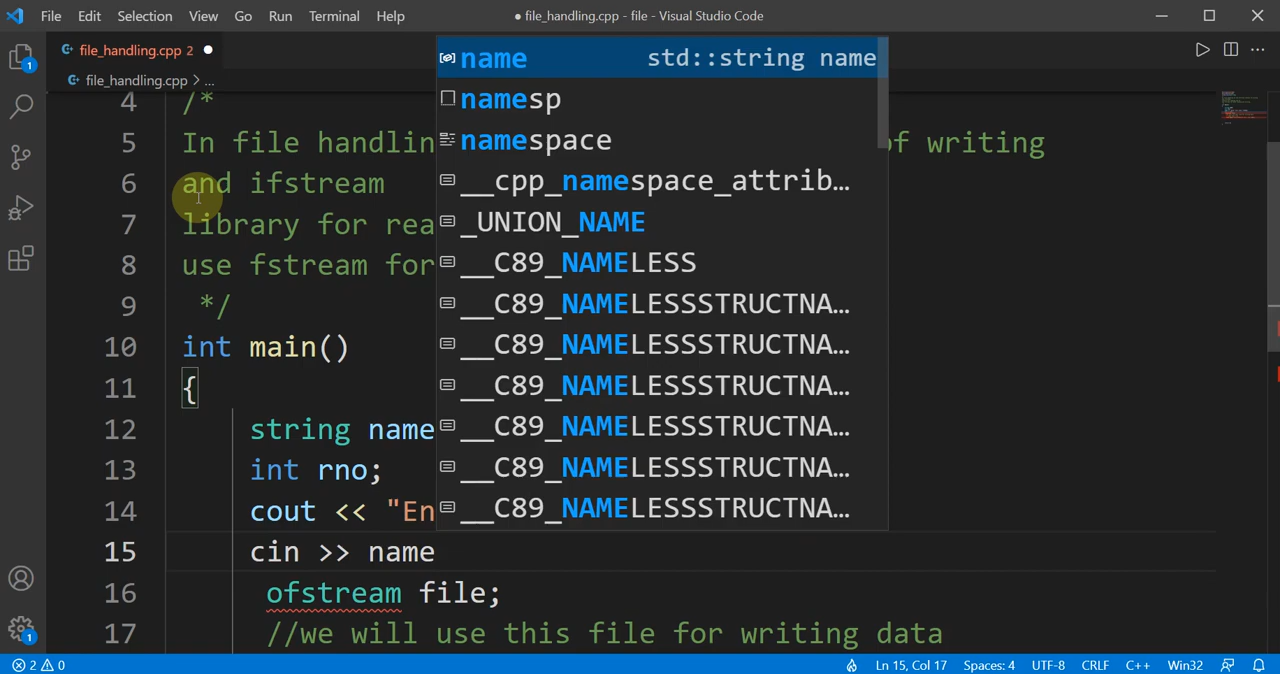 File Edit Selection View Go Run Terminal Help
● file_handling.cpp - file - Visual Studio Code
file_handling.cpp 2 ●
file_handling.cpp > ...
name std::string name
namesp
namespace
__cpp_namespace_attrib...
_UNION_NAME
__C89_NAMELESS
__C89_NAMELESSSTRUCTNA...
__C89_NAMELESSSTRUCTNA...
__C89_NAMELESSSTRUCTNA...
__C89_NAMELESSSTRUCTNA...
__C89_NAMELESSSTRUCTNA...
__C89_NAMELESSSTRUCTNA...
4 /*
5 In file handlin of writing
6 and ifstream
7 library for rea
8 use fstream for
9 */
10 int main()
11 {
12 string name
13 int rno;
14 cout << "En
15 cin >> name
16 ofstream file;
17 //we will use this file for writing data
1
1
2 0
Ln 15, Col 17 Spaces: 4 UTF-8 CRLF C++ Win32